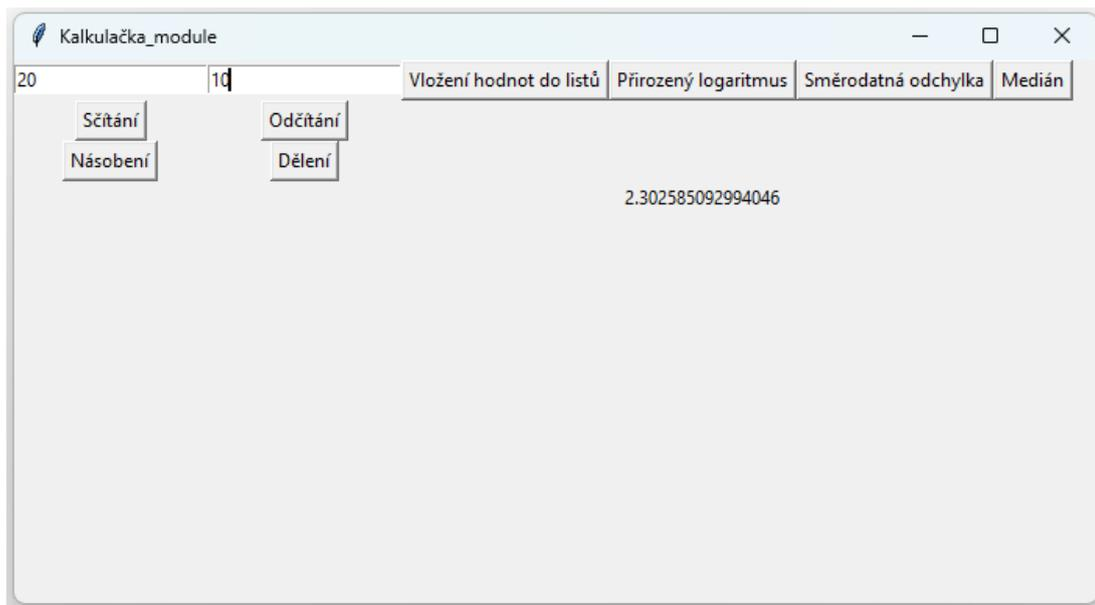 Kalkulačka_module
20 10 Vložení hodnot do listů Přirozený logaritmus Směrodatná odchylka Medián
Sčítání Odčítání
Násobení Dělení
2.302585092994046